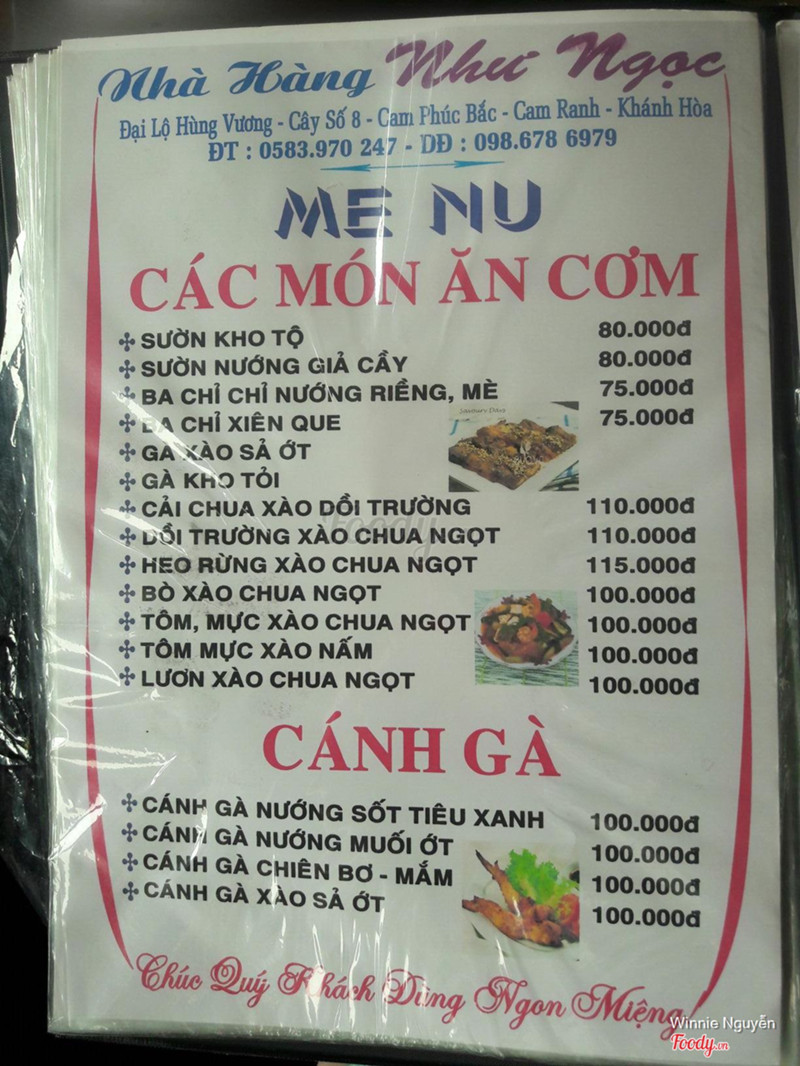 Nhà Hàng Như Ngọc
Đại Lộ Hùng Vương - Cây Số 8 - Cam Phúc Bắc - Cam Ranh - Khánh Hòa
ĐT : 0583.970 247 - DĐ : 098.678 6979
ME NU
CÁC MÓN ĂN CƠM
SƯỜN KHO TỘ 80.000đ
SƯỜN NƯỚNG GIẢ CẦY 80.000đ
BA CHỈ CHỈ NƯỚNG RIỀNG, MÈ 75.000đ
BA CHỈ XIÊN QUE 75.000đ
GÀ XÀO SẢ ỚT
GÀ KHO TỎI
CẢI CHUA XÀO DỒI TRƯỜNG 110.000đ
DỒI TRƯỜNG XÀO CHUA NGỌT 110.000đ
HEO RỪNG XÀO CHUA NGỌT 115.000đ
BÒ XÀO CHUA NGỌT 100.000đ
TÔM, MỰC XÀO CHUA NGỌT 100.000đ
TÔM MỰC XÀO NẤM 100.000đ
LƯƠN XÀO CHUA NGỌT 100.000đ
CÁNH GÀ
CÁNH GÀ NƯỚNG SỐT TIÊU XANH 100.000đ
CÁNH GÀ NƯỚNG MUỐI ỚT 100.000đ
CÁNH GÀ CHIÊN BƠ - MẮM 100.000đ
CÁNH GÀ XÀO SẢ ỚT 100.000đ
Chúc Quý Khách Dùng Ngon Miệng!
Winnie Nguyễn
Foody.vn